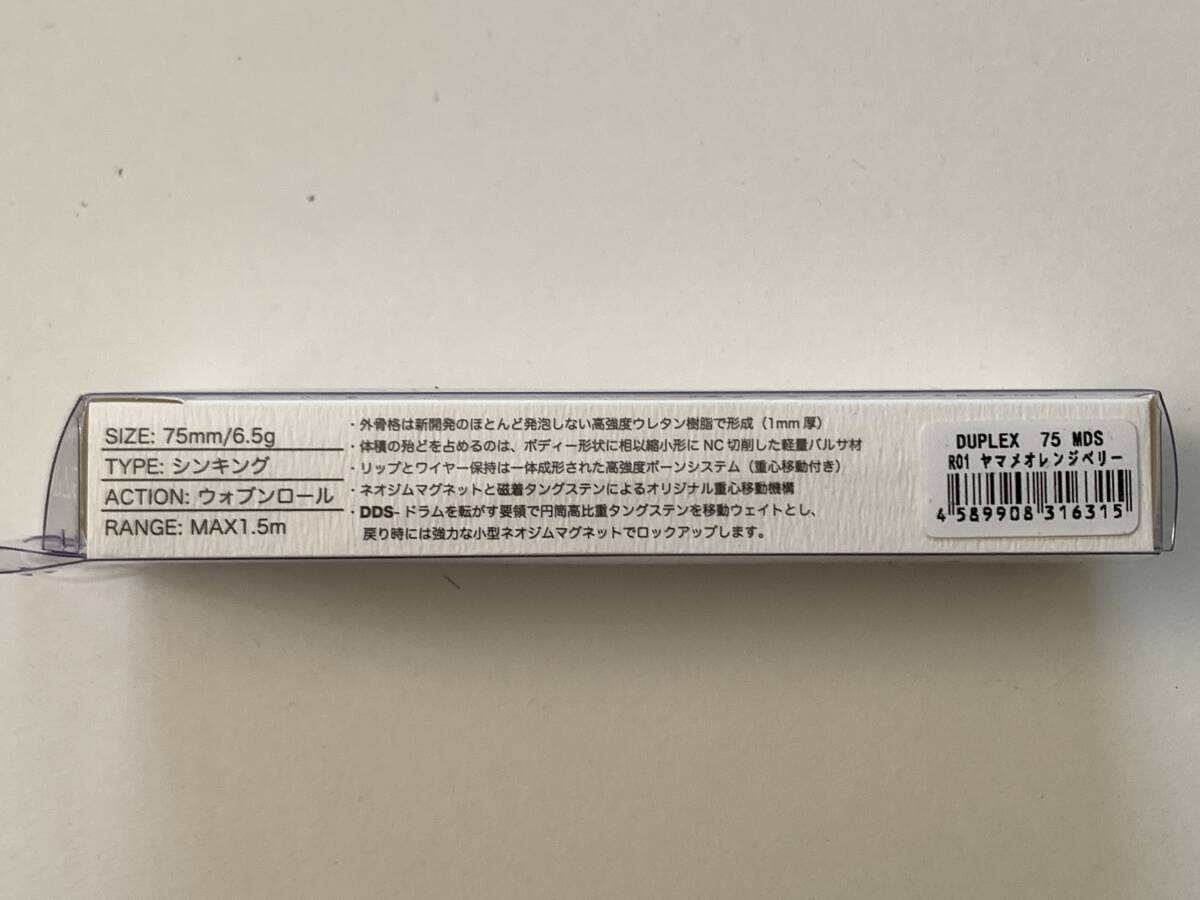 SIZE: 75mm/6.5g
TYPE: シンキング
ACTION: ウォブンロール
RANGE: MAX1.5m
・外骨格は新開発のほとんど発泡しない高強度ウレタン樹脂で形成（1mm厚）
・体積の殆どを占めるのは、ボディー形状に相以縮小形にNC切削した軽量バルサ材
・リップとワイヤー保持は一体成形された高強度ボーンシステム（重心移動付き）
・ネオジムマグネットと磁着タングステンによるオリジナル重心移動機構
・DDS-ドラムを転がす要領で円筒高比重タングステンを移動ウェイトとし、
戻り時には強力な小型ネオジムマグネットでロックアップします。
DUPLEX 75 MDS
R01 ヤマメオレンジベリー
4 589908 316315